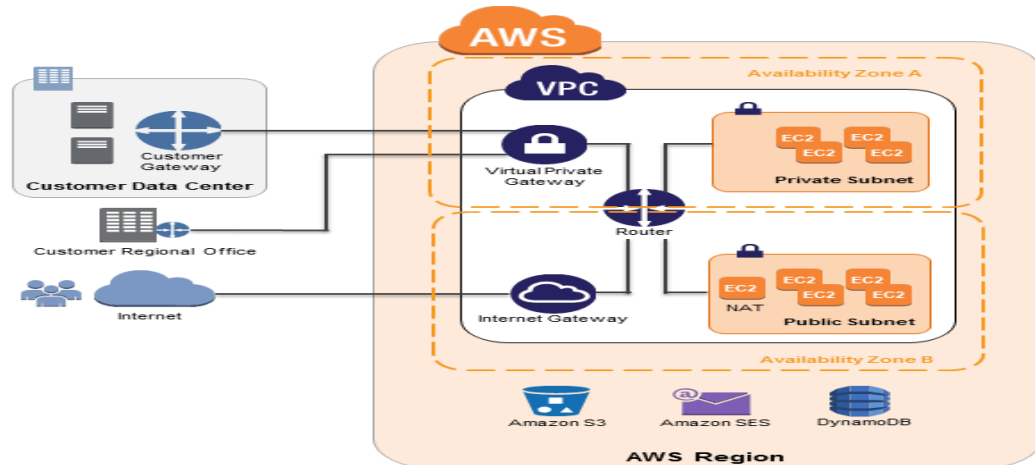 AWS
Availability Zone A
VPC
Customer
Gateway
Customer Data Center
Virtual Private
Gateway
EC2
EC2
EC2
EC2
Private Subnet
Router
Customer Regional Office
Internet
Internet Gateway
EC2
NAT
EC2
EC2
EC2
EC2
Public Subnet
Availability Zone B
@
Amazon S3
Amazon SES
DynamoDB
AWS Region